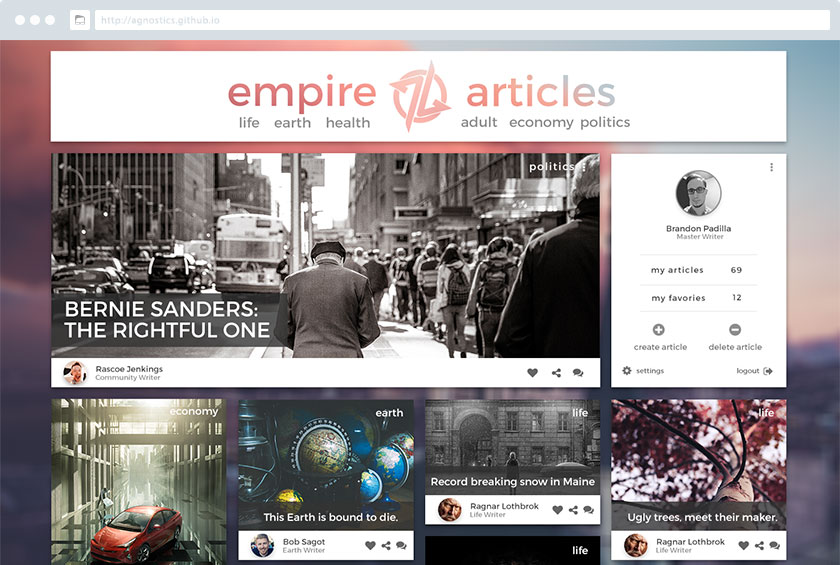 http://agnostics.github.io
empire articles
life earth health adult economy politics
politics
BERNIE SANDERS:
THE RIGHTFUL ONE
Rascoe Jenkings
Community Writer
Brandon Padilla
Master Writer
my articles 69
my favories 12
create article delete article
settings logout
economy
earth
This Earth is bound to die.
Bob Sagot
Earth Writer
life
Record breaking snow in Maine
Ragnar Lothbrok
Life Writer
life
Ugly trees, meet their maker.
Ragnar Lothbrok
Life Writer
life